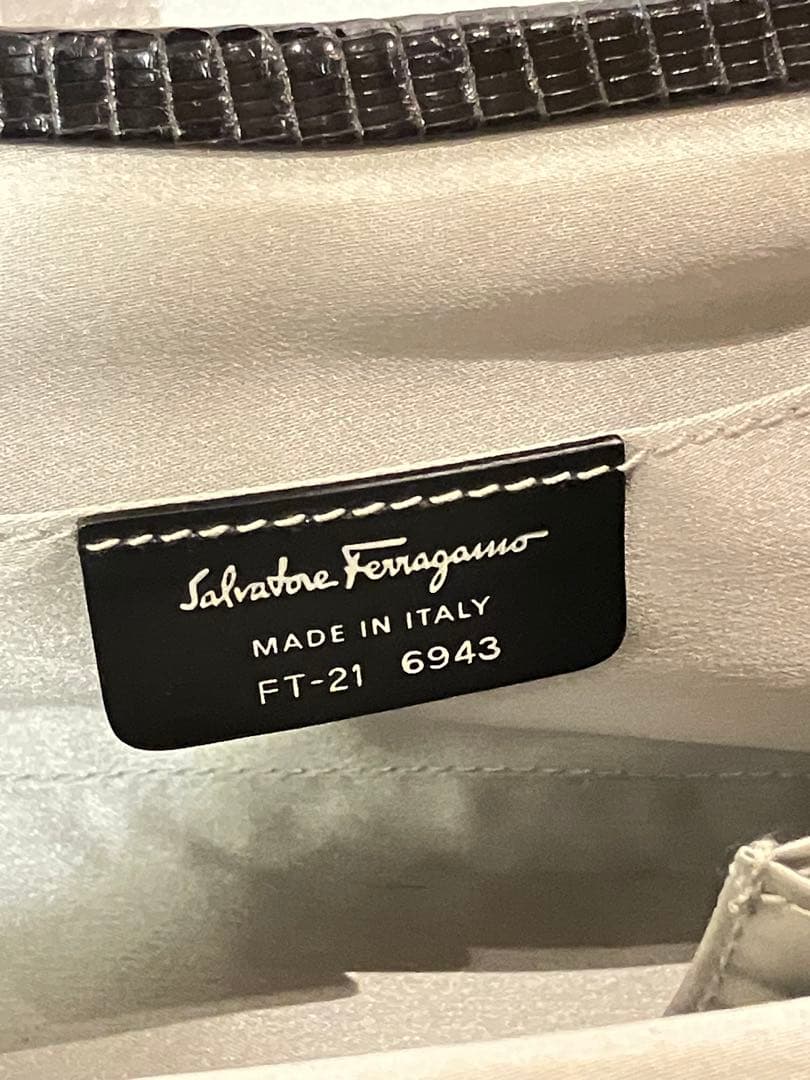 Salvatore Ferragamo
MADE IN ITALY
FT-21 6943